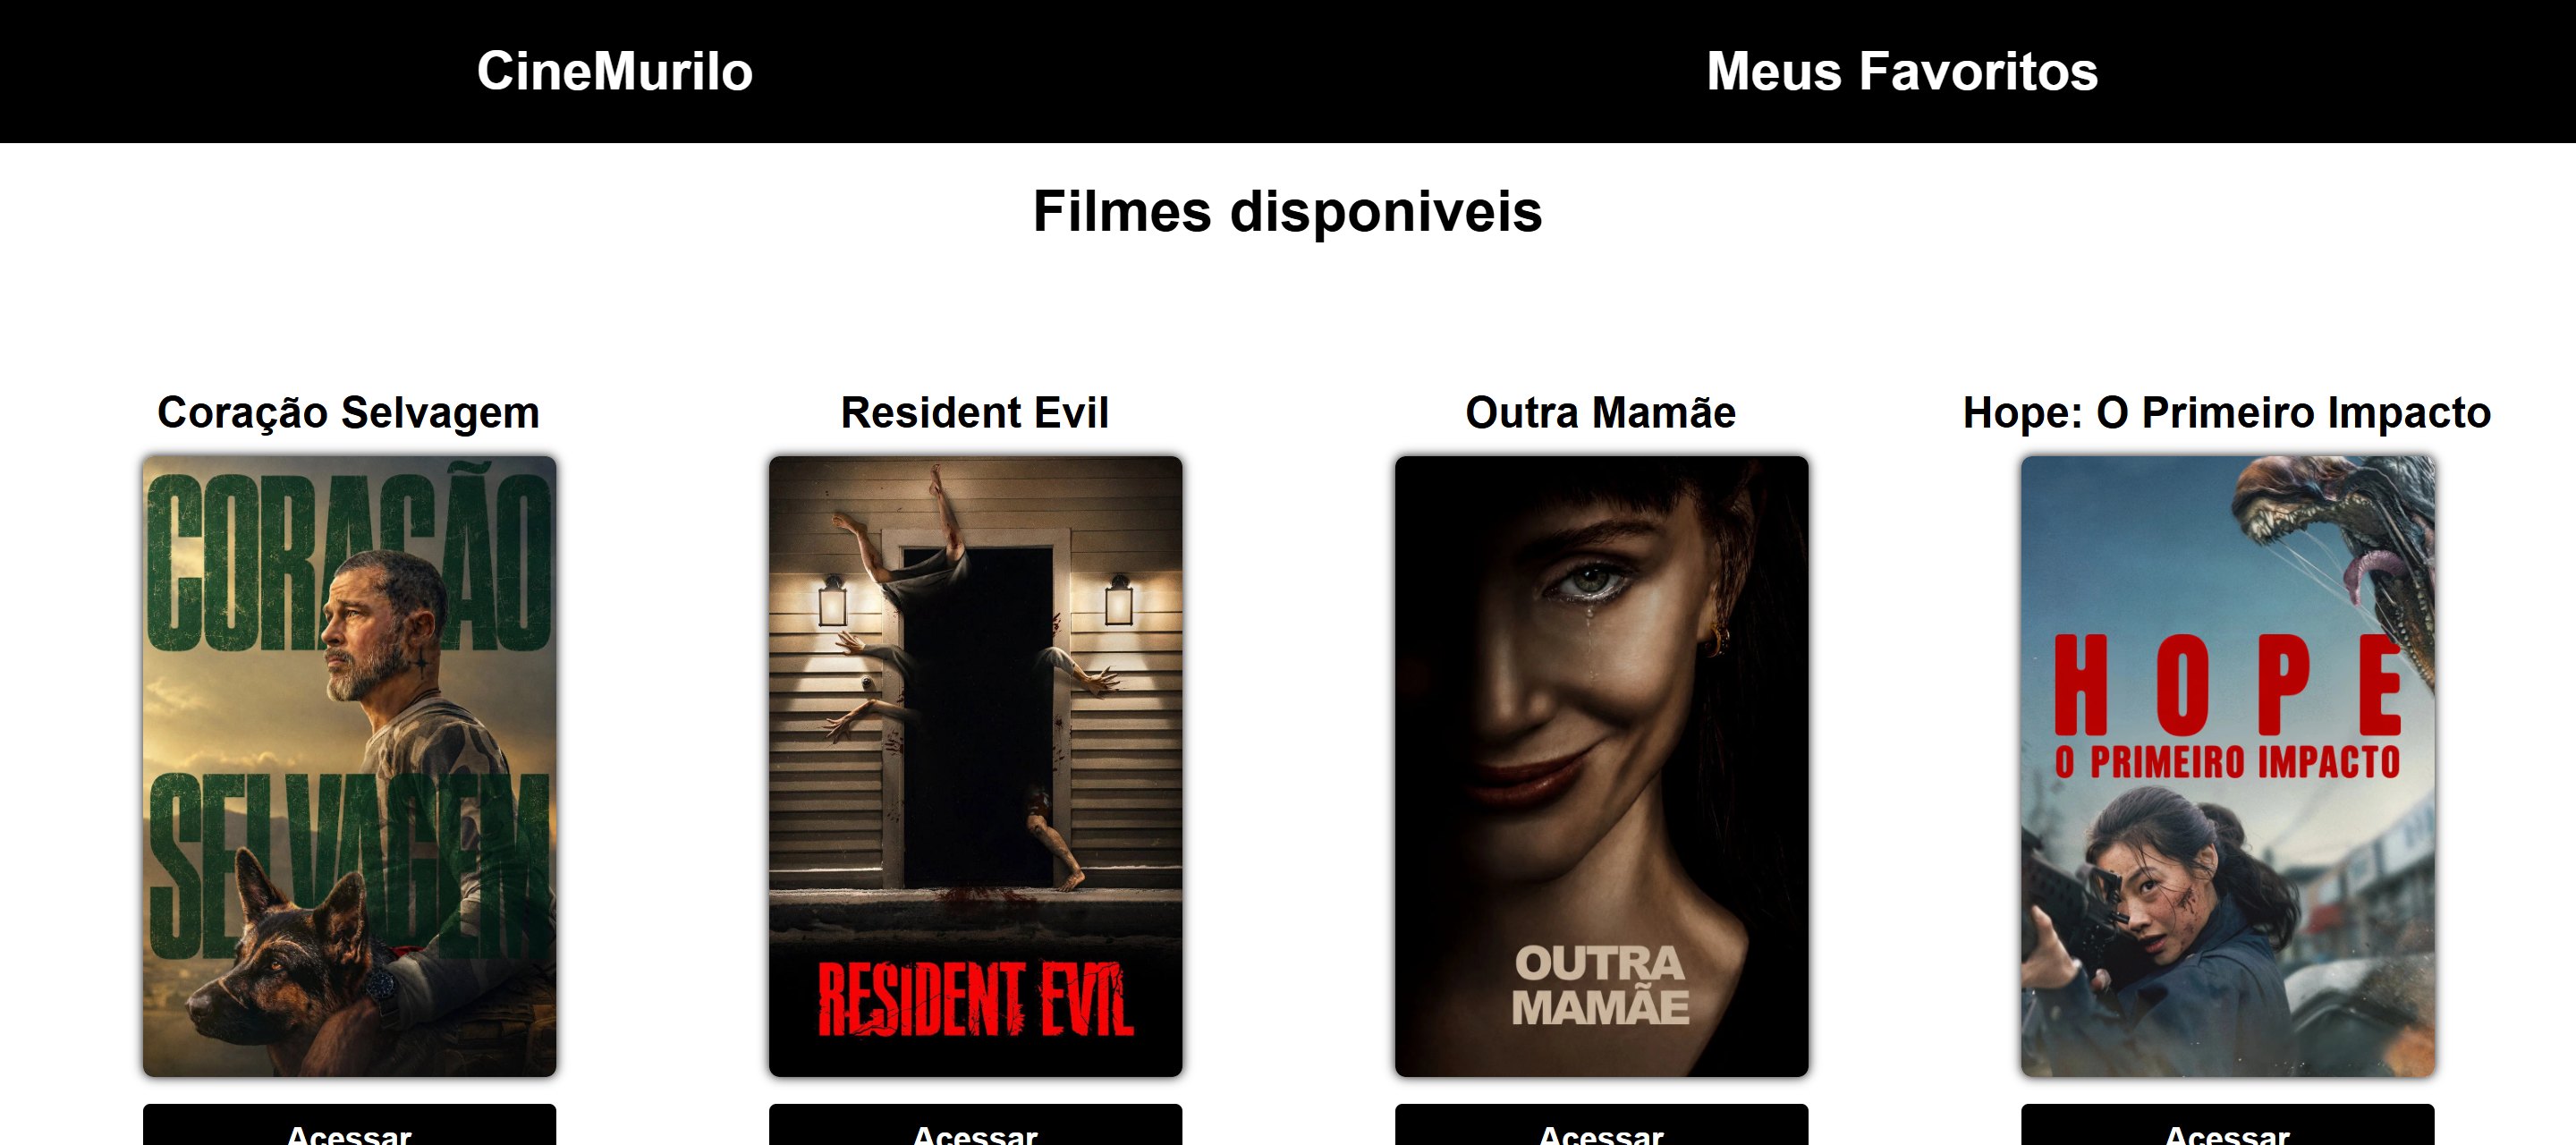 CineMurilo
Meus Favoritos
Filmes disponiveis
Coração Selvagem
Resident Evil
Outra Mamãe
Hope: O Primeiro Impacto
CORAÇÃO
SELVAGEM
RESIDENT EVIL
OUTRA
MAMÃE
HOPE
O PRIMEIRO IMPACTO
Acessar
Acessar
Acessar
Acessar